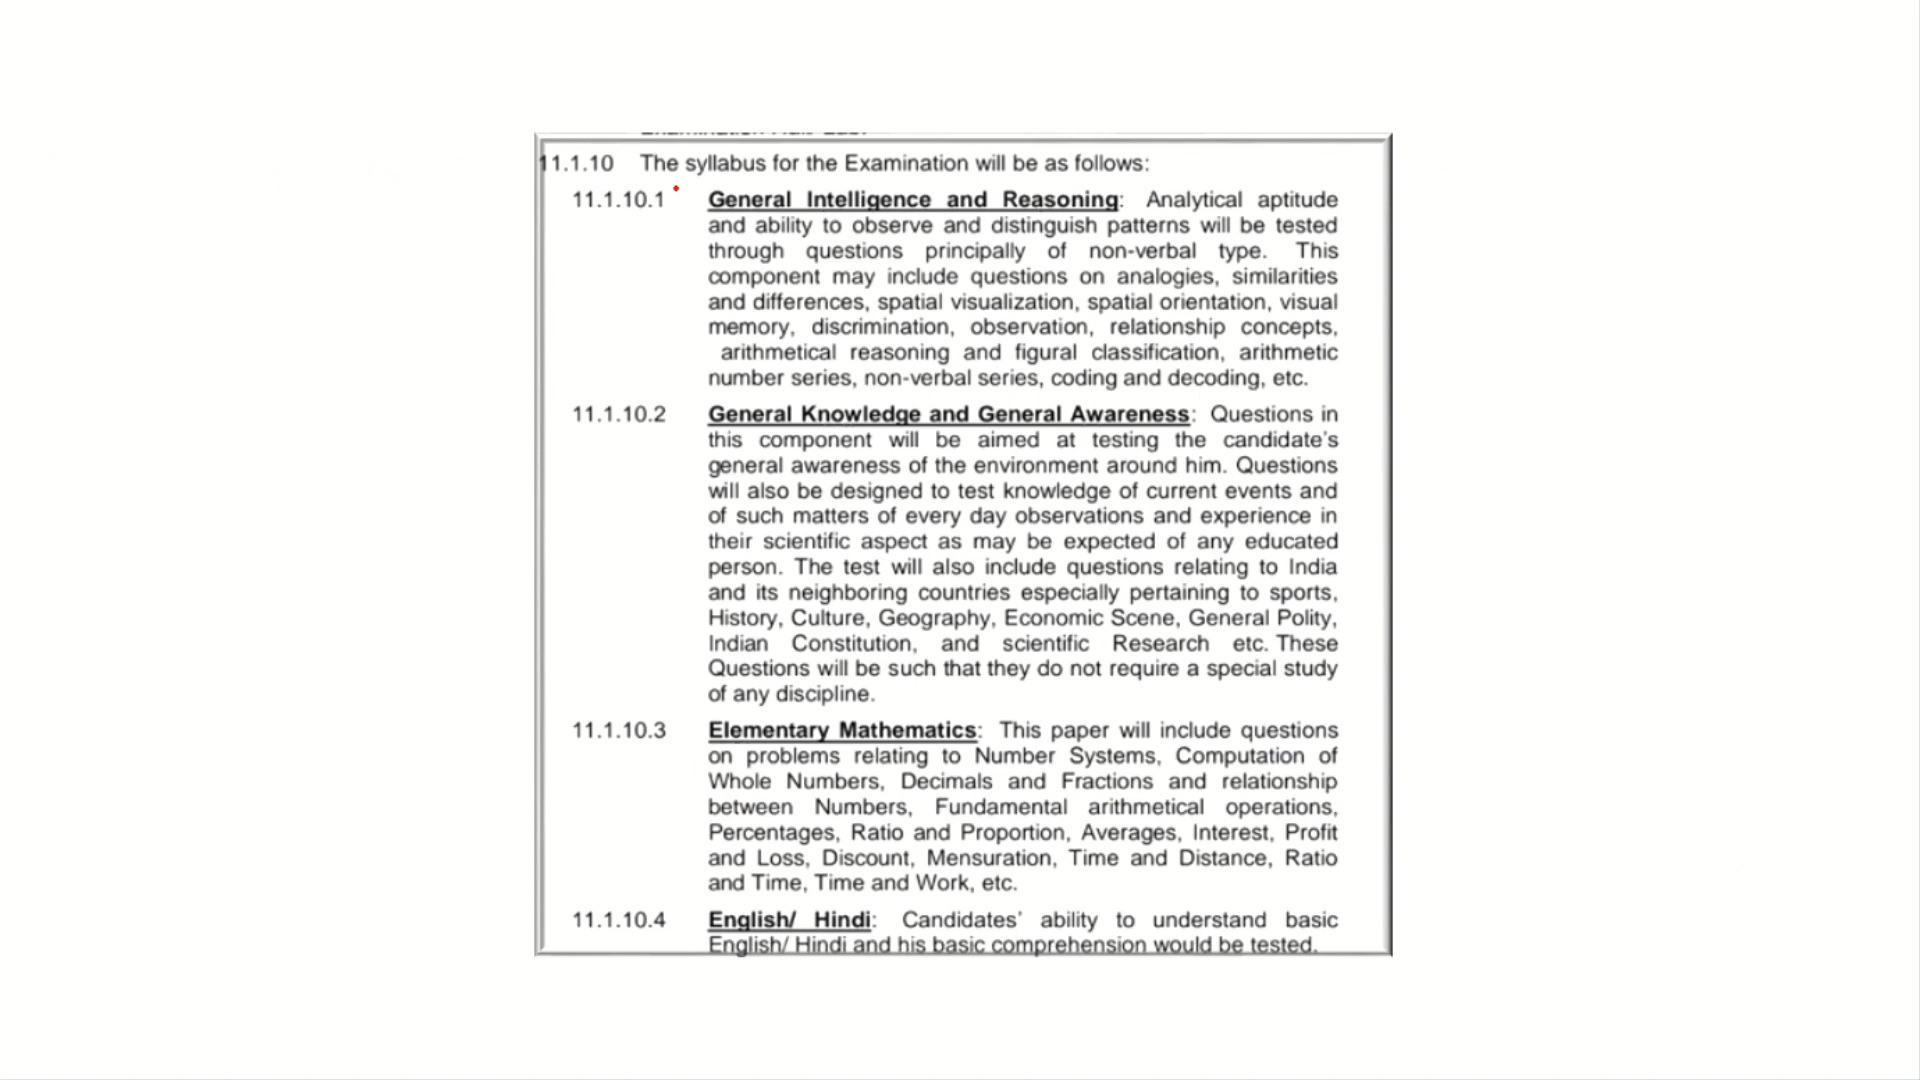 11.1.10 The syllabus for the Examination will be as follows:
11.1.10.1 General Intelligence and Reasoning: Analytical aptitude
and ability to observe and distinguish patterns will be tested
through questions principally of non-verbal type. This
component may include questions on analogies, similarities
and differences, spatial visualization, spatial orientation, visual
memory, discrimination, observation, relationship concepts,
arithmetical reasoning and figural classification, arithmetic
number series, non-verbal series, coding and decoding, etc.
11.1.10.2 General Knowledge and General Awareness: Questions in
this component will be aimed at testing the candidate's
general awareness of the environment around him. Questions
will also be designed to test knowledge of current events and
of such matters of every day observations and experience in
their scientific aspect as may be expected of any educated
person. The test will also include questions relating to India
and its neighboring countries especially pertaining to sports,
History, Culture, Geography, Economic Scene, General Polity,
Indian Constitution, and scientific Research etc. These
Questions will be such that they do not require a special study
of any discipline.
11.1.10.3 Elementary Mathematics: This paper will include questions
on problems relating to Number Systems, Computation of
Whole Numbers, Decimals and Fractions and relationship
between Numbers, Fundamental arithmetical operations,
Percentages, Ratio and Proportion, Averages, Interest, Profit
and Loss, Discount, Mensuration, Time and Distance, Ratio
and Time, Time and Work, etc.
11.1.10.4 English/ Hindi: Candidates' ability to understand basic
English/ Hindi and his basic comprehension would be tested.